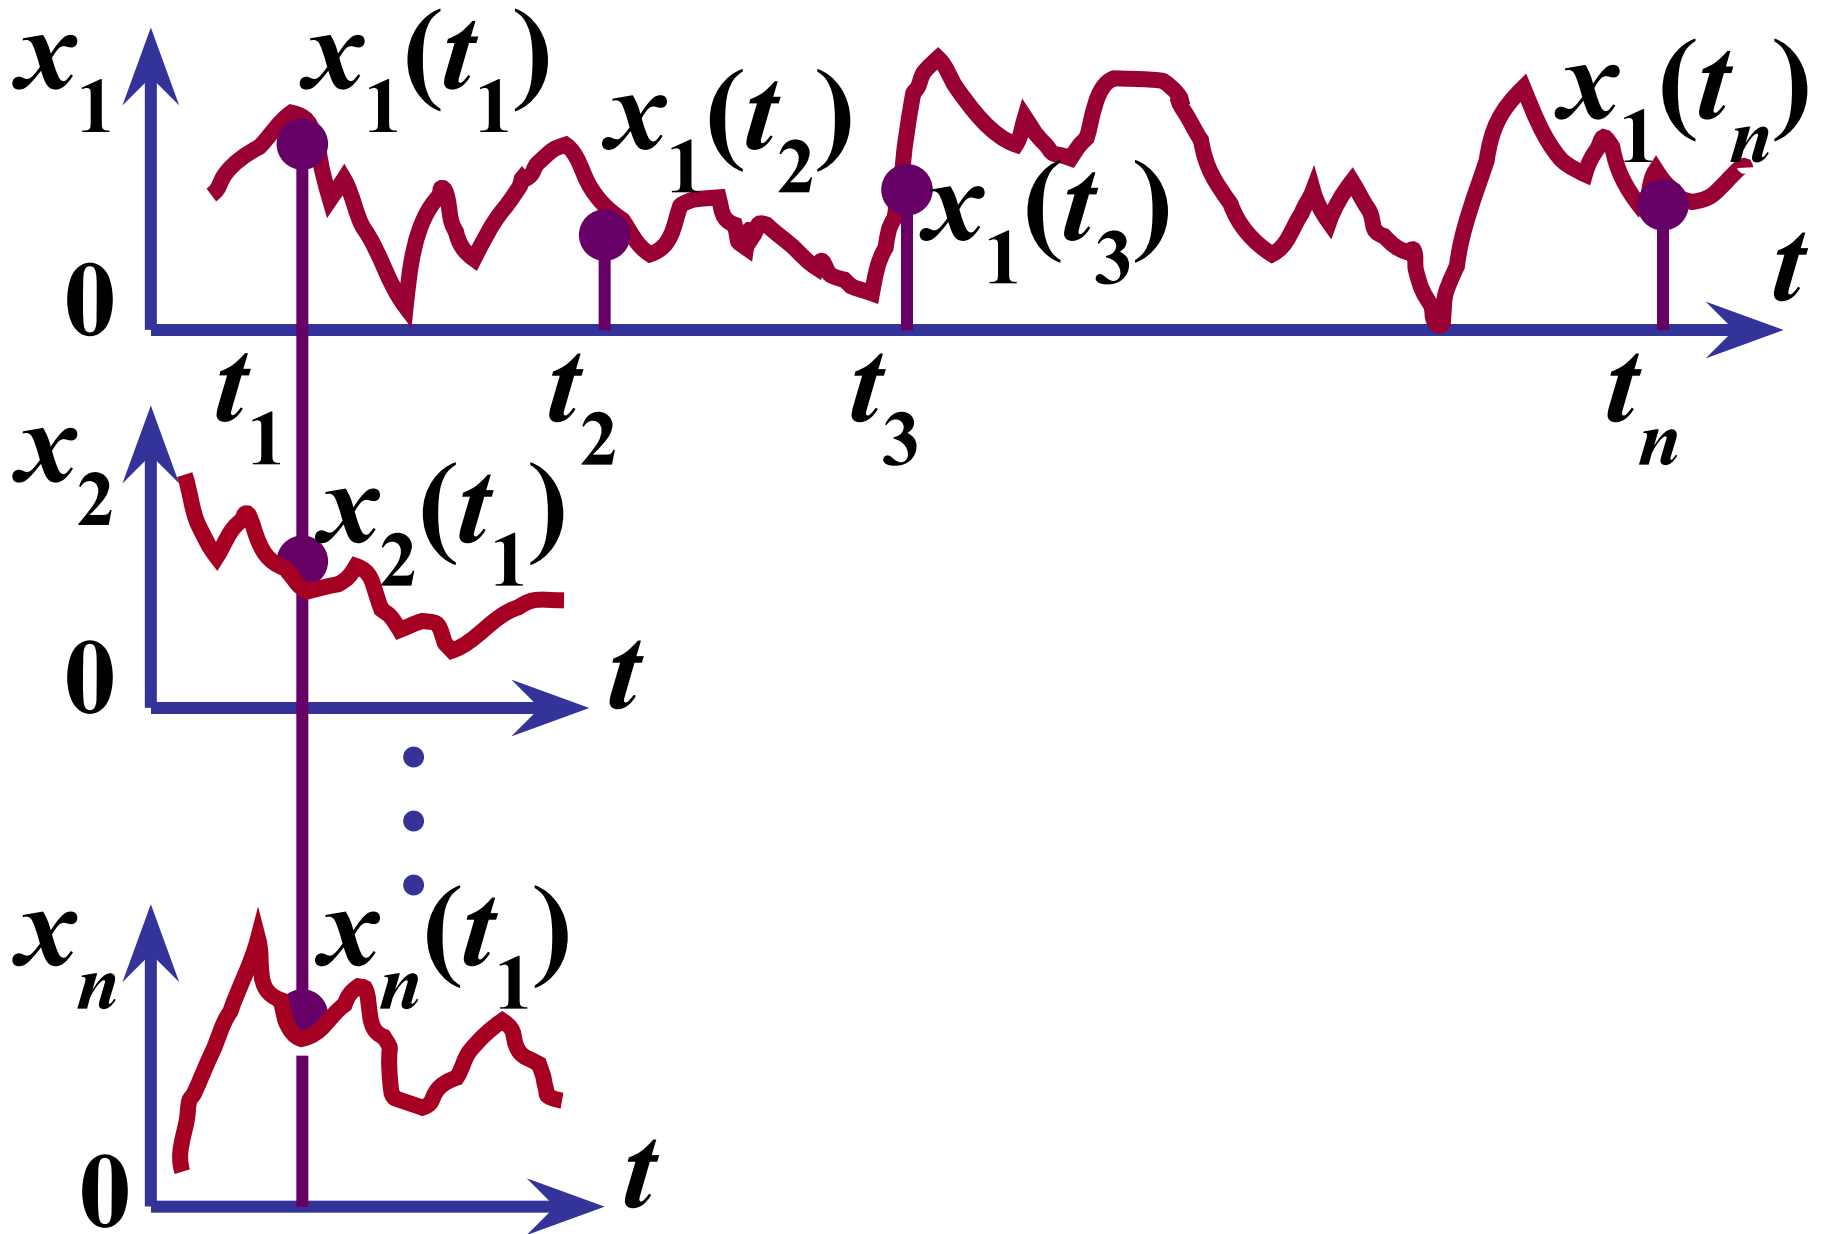 x₁ x₁(t₁) x₁(t₂) x₁(t₃) x₁(tₙ)
0 t
t₁ t₂ t₃ tₙ
x₂ x₂(t₁)
0 t
xₙ xₙ(t₁)
0 t